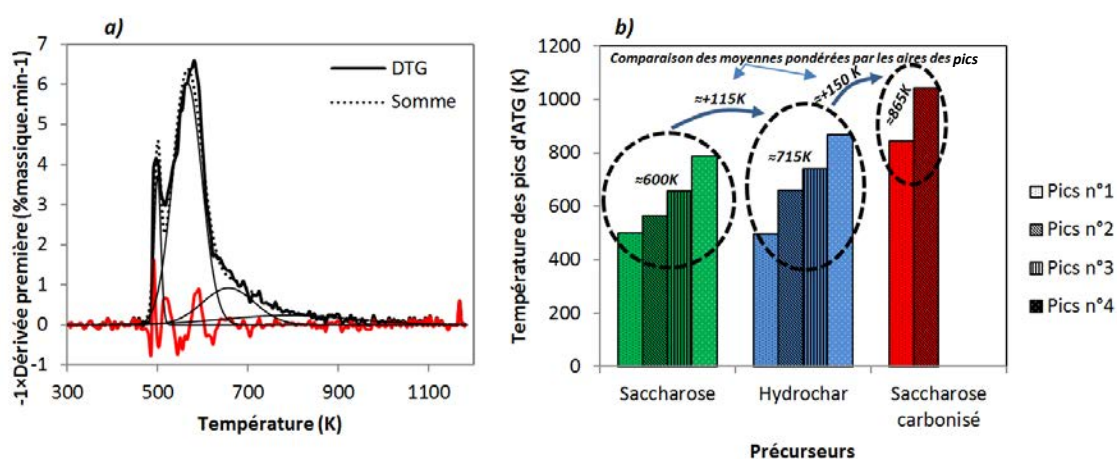 a)
-1×Dérivée première (%massique.min-1)
7
6
5
4
3
2
1
0
-1
DTG
Somme
300 500 700 900 1100
Température (K)
b)
Température des pics d'ATG (K)
1200
1000
800
600
400
200
0
Comparaison des moyennes pondérées par les aires des pics
≈+115K
≈+150 K
≈600K
≈715K
≈865K
Saccharose Hydrochar Saccharose
carbonisé
Précurseurs
Pics n°1
Pics n°2
Pics n°3
Pics n°4